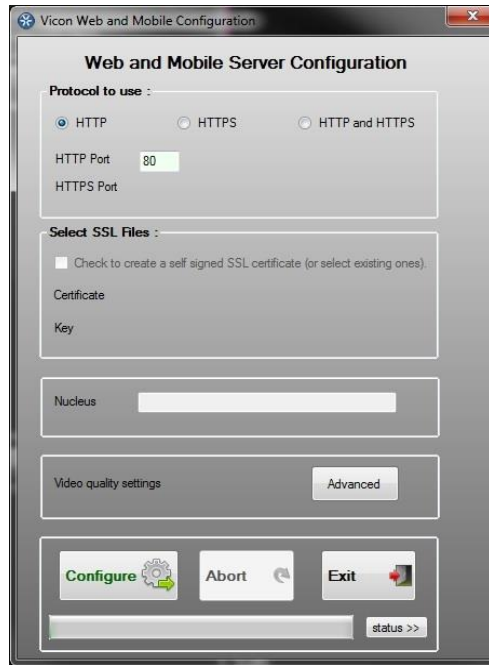 Vicon Web and Mobile Configuration
Web and Mobile Server Configuration
Protocol to use :
HTTP HTTPS HTTP and HTTPS
HTTP Port 80
HTTPS Port
Select SSL Files :
Check to create a self signed SSL certificate (or select existing ones).
Certificate
Key
Nucleus
Video quality settings Advanced
Configure Abort Exit
status >>